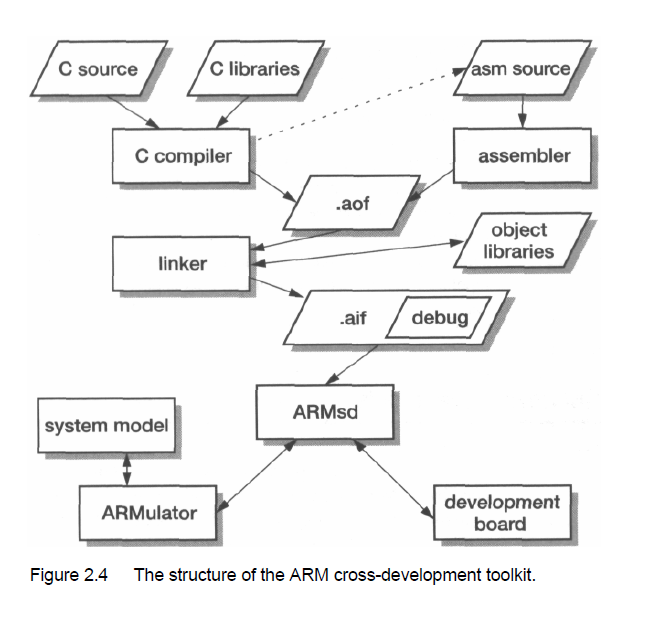 C source
C libraries
asm source
C compiler
assembler
.aof
object
libraries
linker
.aif
debug
ARMsd
system model
ARMulator
development
board
Figure 2.4 The structure of the ARM cross-development toolkit.